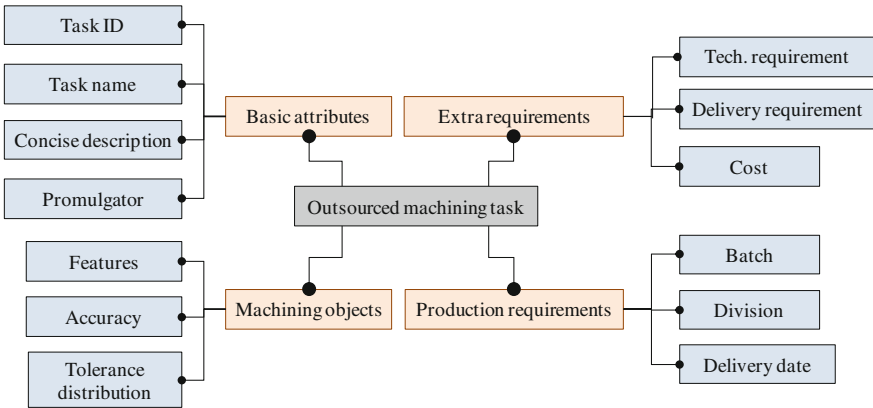 Task ID
Task name
Concise description
Promulgator
Basic attributes
Extra requirements
Tech. requirement
Delivery requirement
Cost
Outsourced machining task
Features
Accuracy
Tolerance
distribution
Machining objects
Production requirements
Batch
Division
Delivery date